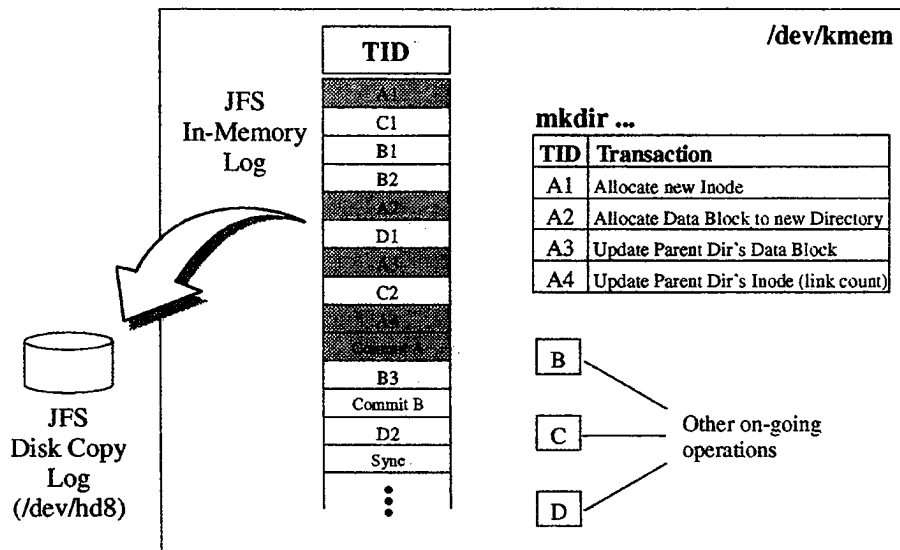 /dev/kmem
TID
JFS
In-Memory
Log
A1
C1
B1
B2
A2
D1
A3
C2
A4
Commit A
B3
Commit B
D2
Sync
mkdir ...
TID Transaction
A1 Allocate new Inode
A2 Allocate Data Block to new Directory
A3 Update Parent Dir's Data Block
A4 Update Parent Dir's Inode (link count)
B
C
D
Other on-going
operations
JFS
Disk Copy
Log
(/dev/hd8)